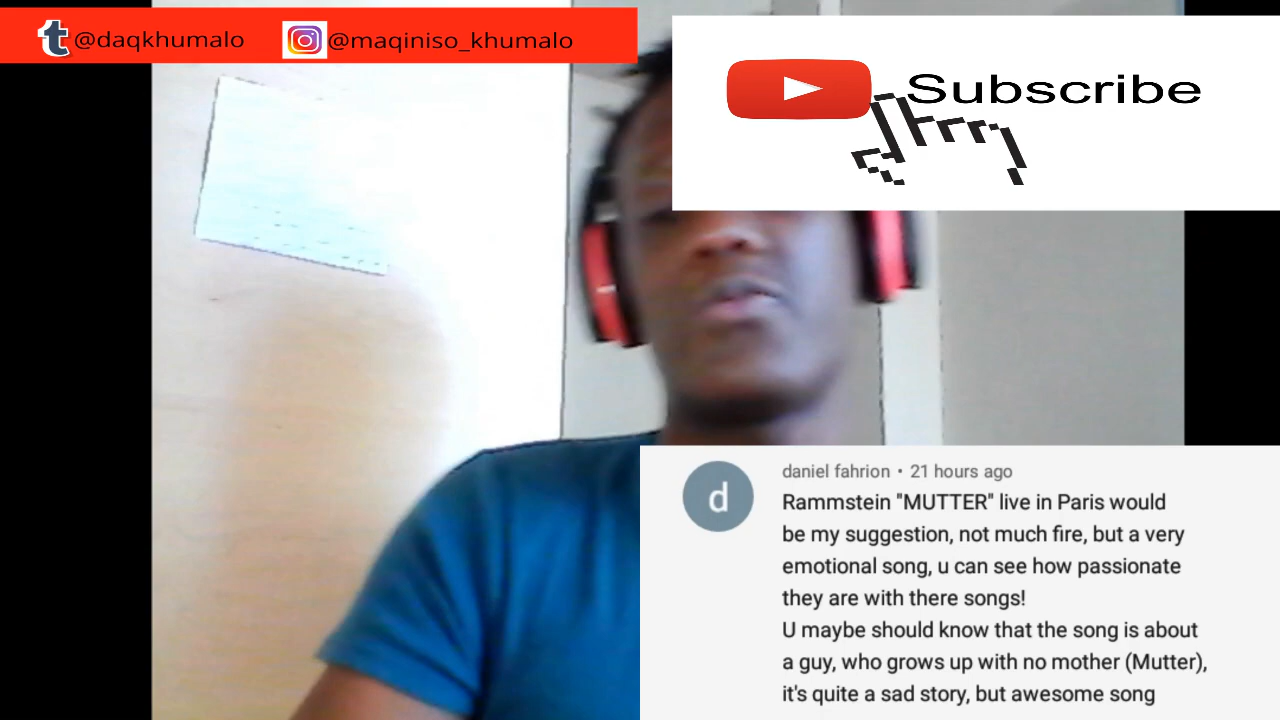 @daqkhumalo @maqiniso_khumalo
Subscribe
d
daniel fahrion • 21 hours ago
Rammstein "MUTTER" live in Paris would
be my suggestion, not much fire, but a very
emotional song, u can see how passionate
they are with there songs!
U maybe should know that the song is about
a guy, who grows up with no mother (Mutter),
it's quite a sad story, but awesome song